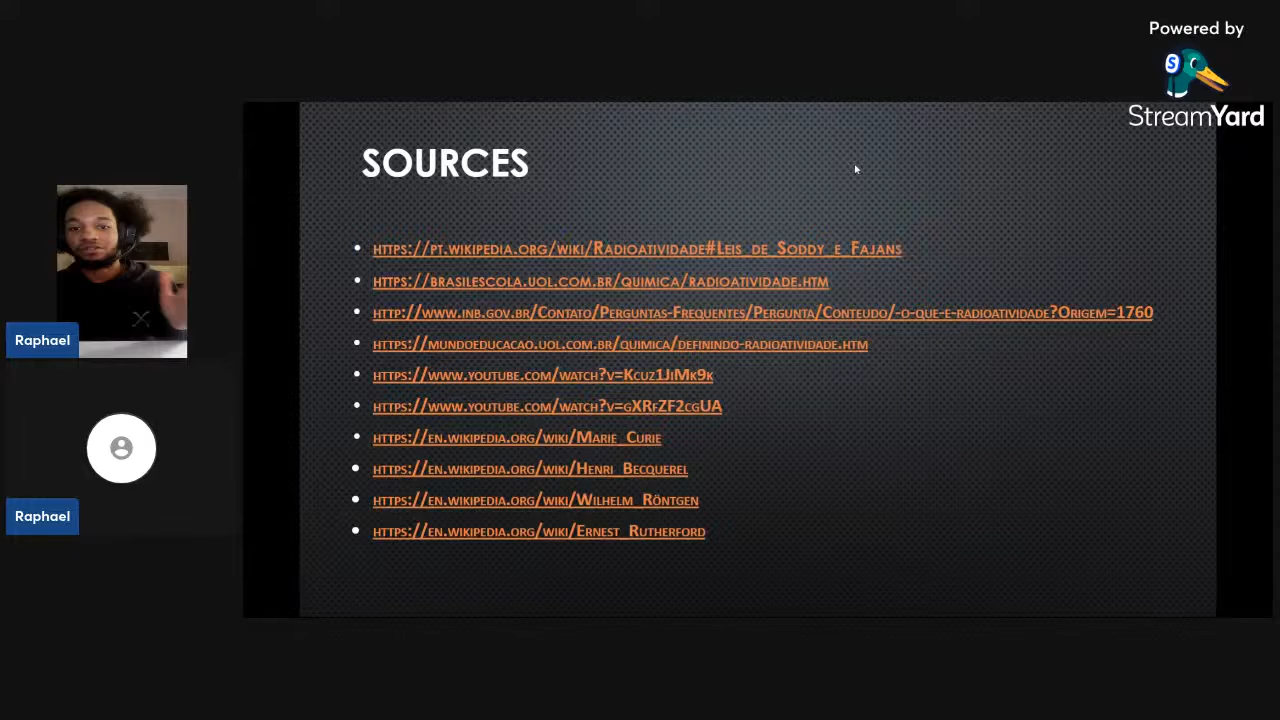 Powered by
StreamYard
SOURCES
HTTPS://PT.WIKIPEDIA.ORG/WIKI/RADIOATIVIDADE#LEIS_DE_SODDY_E_FAJANS
HTTPS://BRASILESCOLA.UOL.COM.BR/QUIMICA/RADIOATIVIDADE.HTM
HTTP://WWW.INB.GOV.BR/CONTATO/PERGUNTAS-FREQUENTES/PERGUNTA/CONTEUDO/-O-QUE-E-RADIOATIVIDADE?ORIGEM=1760
HTTPS://MUNDOEDUCACAO.UOL.COM.BR/QUIMICA/DEFININDO-RADIOATIVIDADE.HTM
HTTPS://WWW.YOUTUBE.COM/WATCH?V=KCUZ1JIMK9K
HTTPS://WWW.YOUTUBE.COM/WATCH?V=GXRFZF2CGUA
HTTPS://EN.WIKIPEDIA.ORG/WIKI/MARIE_CURIE
HTTPS://EN.WIKIPEDIA.ORG/WIKI/HENRI_BECQUEREL
HTTPS://EN.WIKIPEDIA.ORG/WIKI/WILHELM_RÖNTGEN
HTTPS://EN.WIKIPEDIA.ORG/WIKI/ERNEST_RUTHERFORD
Raphael
Raphael